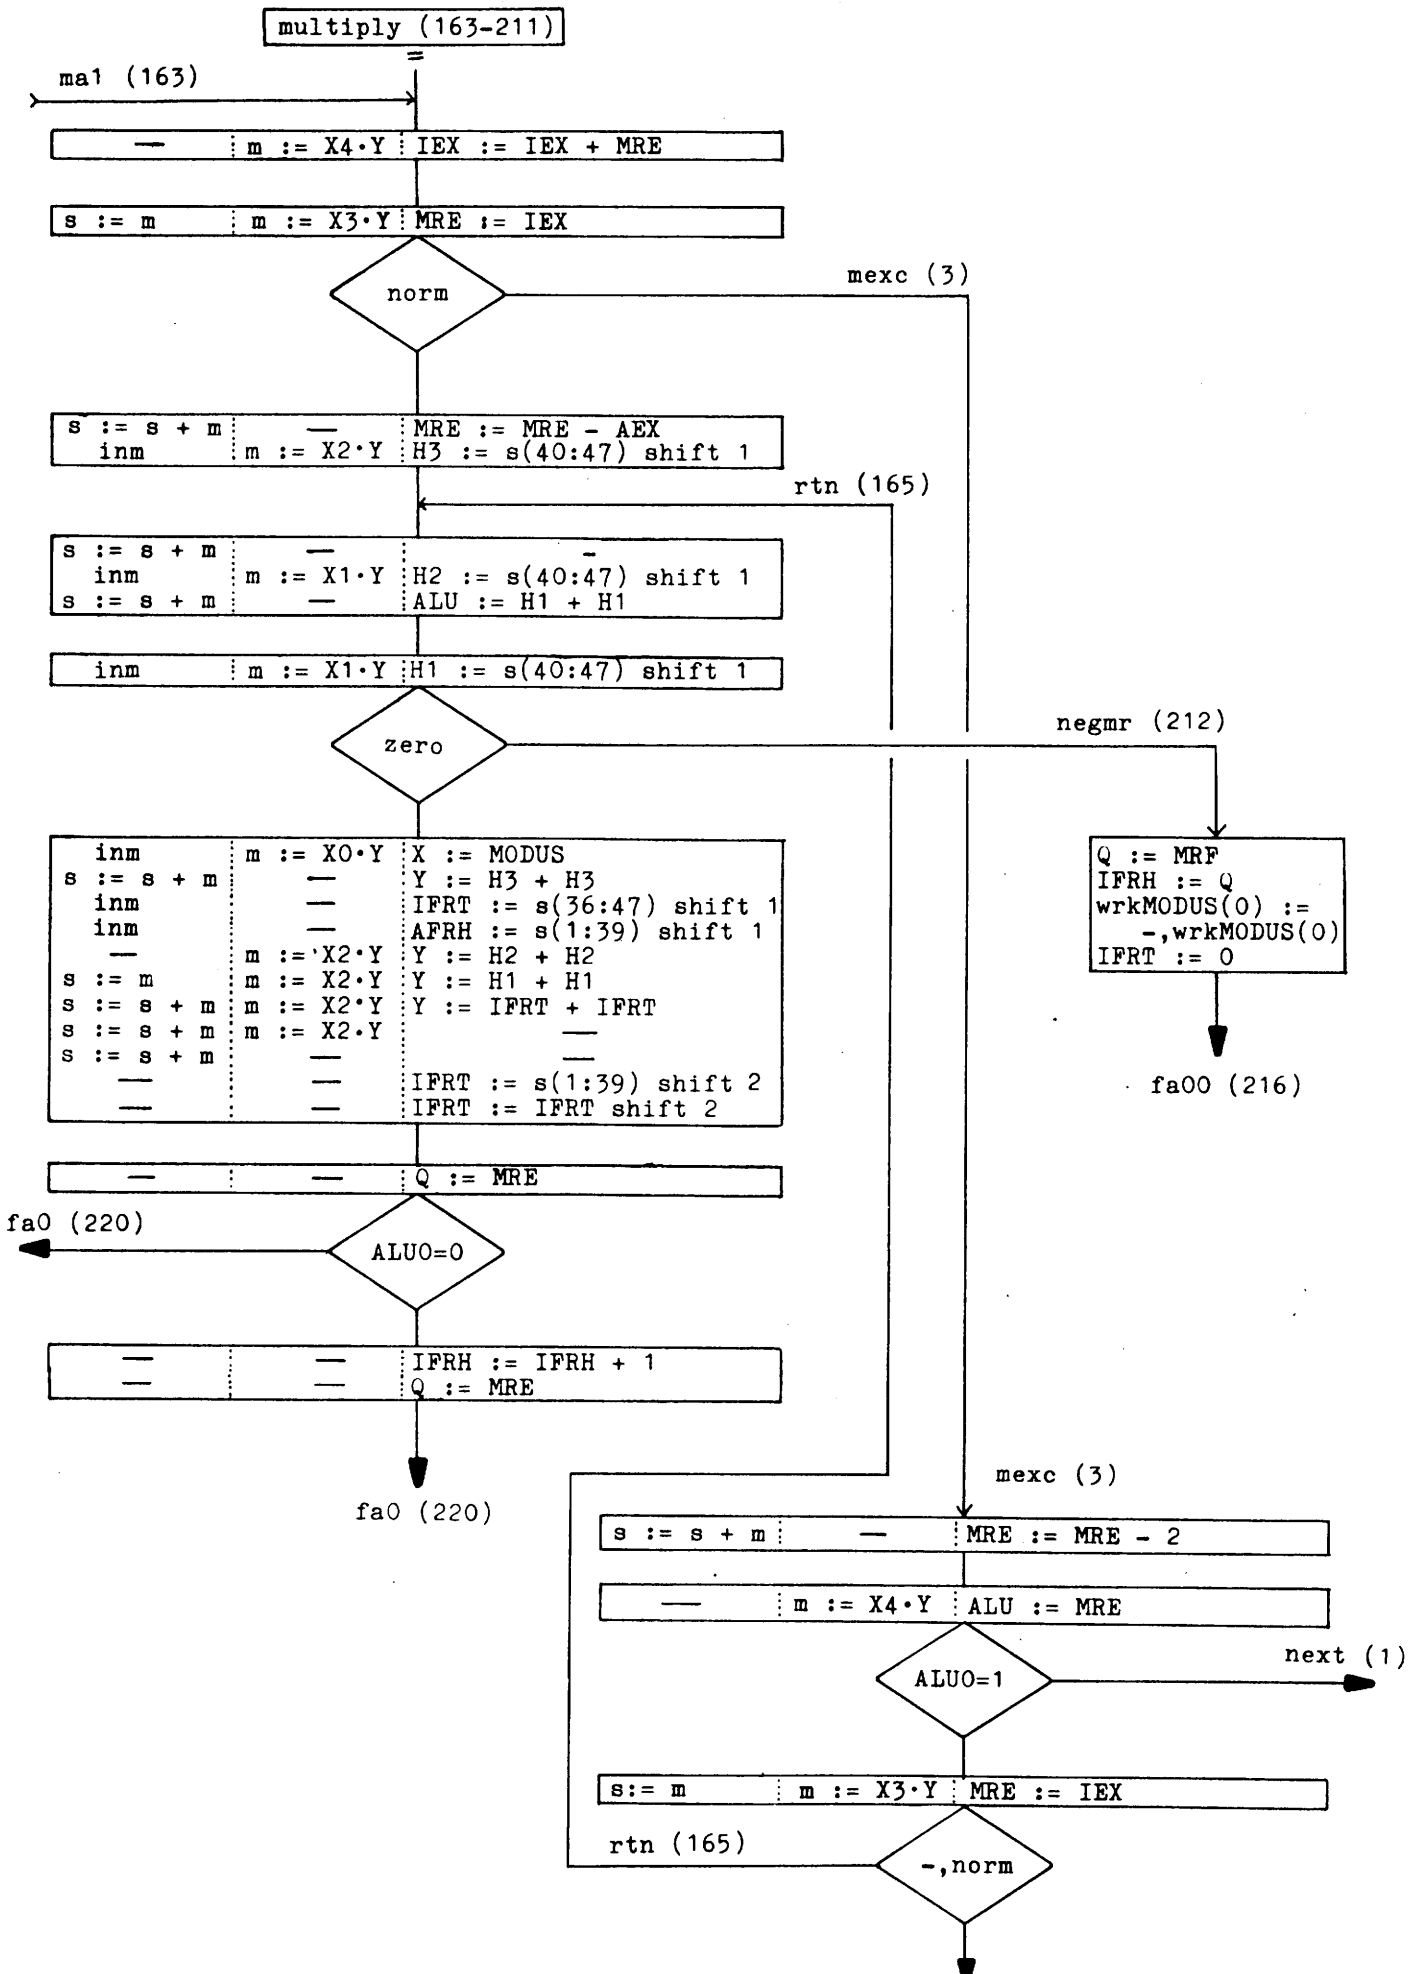 multiply (163-211)
=
ma1 (163)
— m := X4·Y IEX := IEX + MRE
s := m m := X3·Y MRE := IEX
norm
mexc (3)
s := s + m — MRE := MRE - AEX
inm m := X2·Y H3 := s(40:47) shift 1
rtn (165)
s := s + m — -
inm m := X1·Y H2 := s(40:47) shift 1
s := s + m — ALU := H1 + H1
inm m := X1·Y H1 := s(40:47) shift 1
zero
negmr (212)
inm m := X0·Y X := MODUS
s := s + m — Y := H3 + H3
inm — IFRT := s(36:47) shift 1
inm — AFRH := s(1:39) shift 1
— m := X2·Y Y := H2 + H2
s := m m := X2·Y Y := H1 + H1
s := s + m m := X2·Y Y := IFRT + IFRT
s := s + m m := X2·Y —
s := s + m — —
— — IFRT := s(1:39) shift 2
— — IFRT := IFRT shift 2
Q := MRF
IFRH := Q
wrkMODUS(0) :=
-,wrkMODUS(0)
IFRT := 0
fa00 (216)
— — Q := MRE
fa0 (220)
ALU0=0
— — IFRH := IFRH + 1
— — Q := MRE
fa0 (220)
mexc (3)
s := s + m — MRE := MRE - 2
— m := X4·Y ALU := MRE
ALU0=1
next (1)
s:= m m := X3·Y MRE := IEX
rtn (165)
-,norm